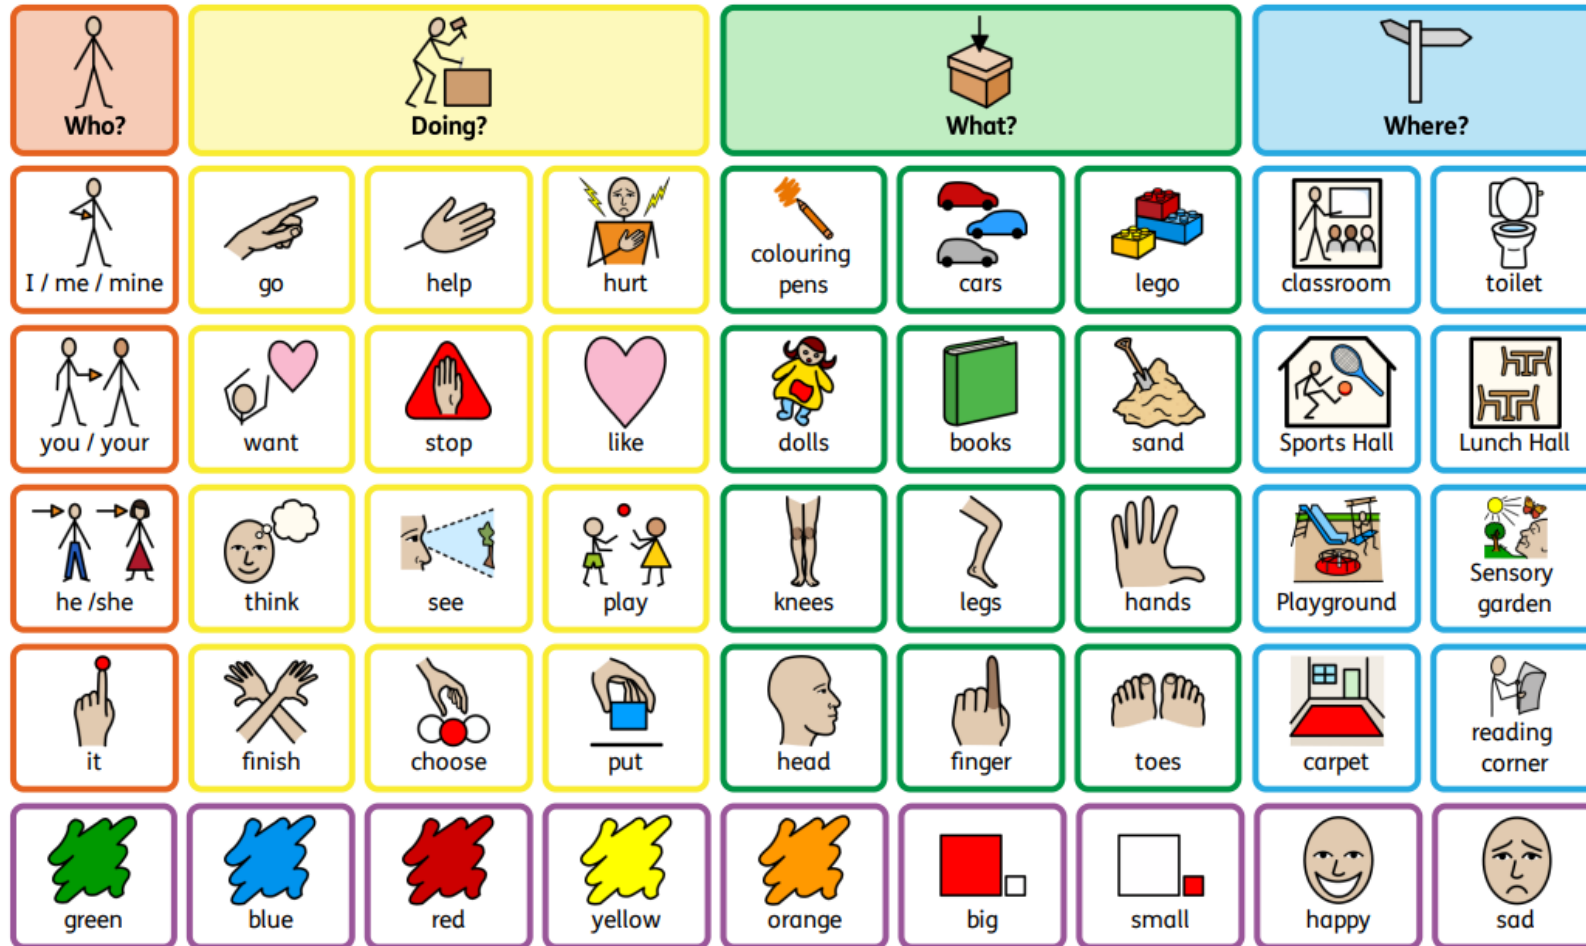 Who?
Doing?
What?
Where?
I / me / mine
go
help
hurt
colouring
pens
cars
lego
classroom
toilet
you / your
want
stop
like
dolls
books
sand
Sports Hall
Lunch Hall
he /she
think
see
play
knees
legs
hands
Playground
Sensory
garden
it
finish
choose
put
head
finger
toes
carpet
reading
corner
green
blue
red
yellow
orange
big
small
happy
sad